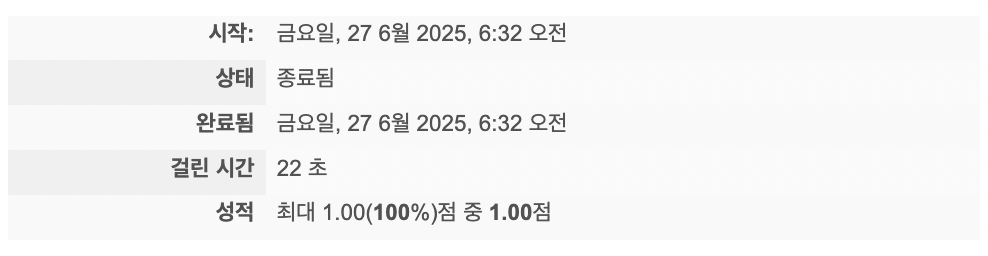 시작: 금요일, 27 6월 2025, 6:32 오전
상태 종료됨
완료됨 금요일, 27 6월 2025, 6:32 오전
걸린 시간 22 초
성적 최대 1.00(100%)점 중 1.00점